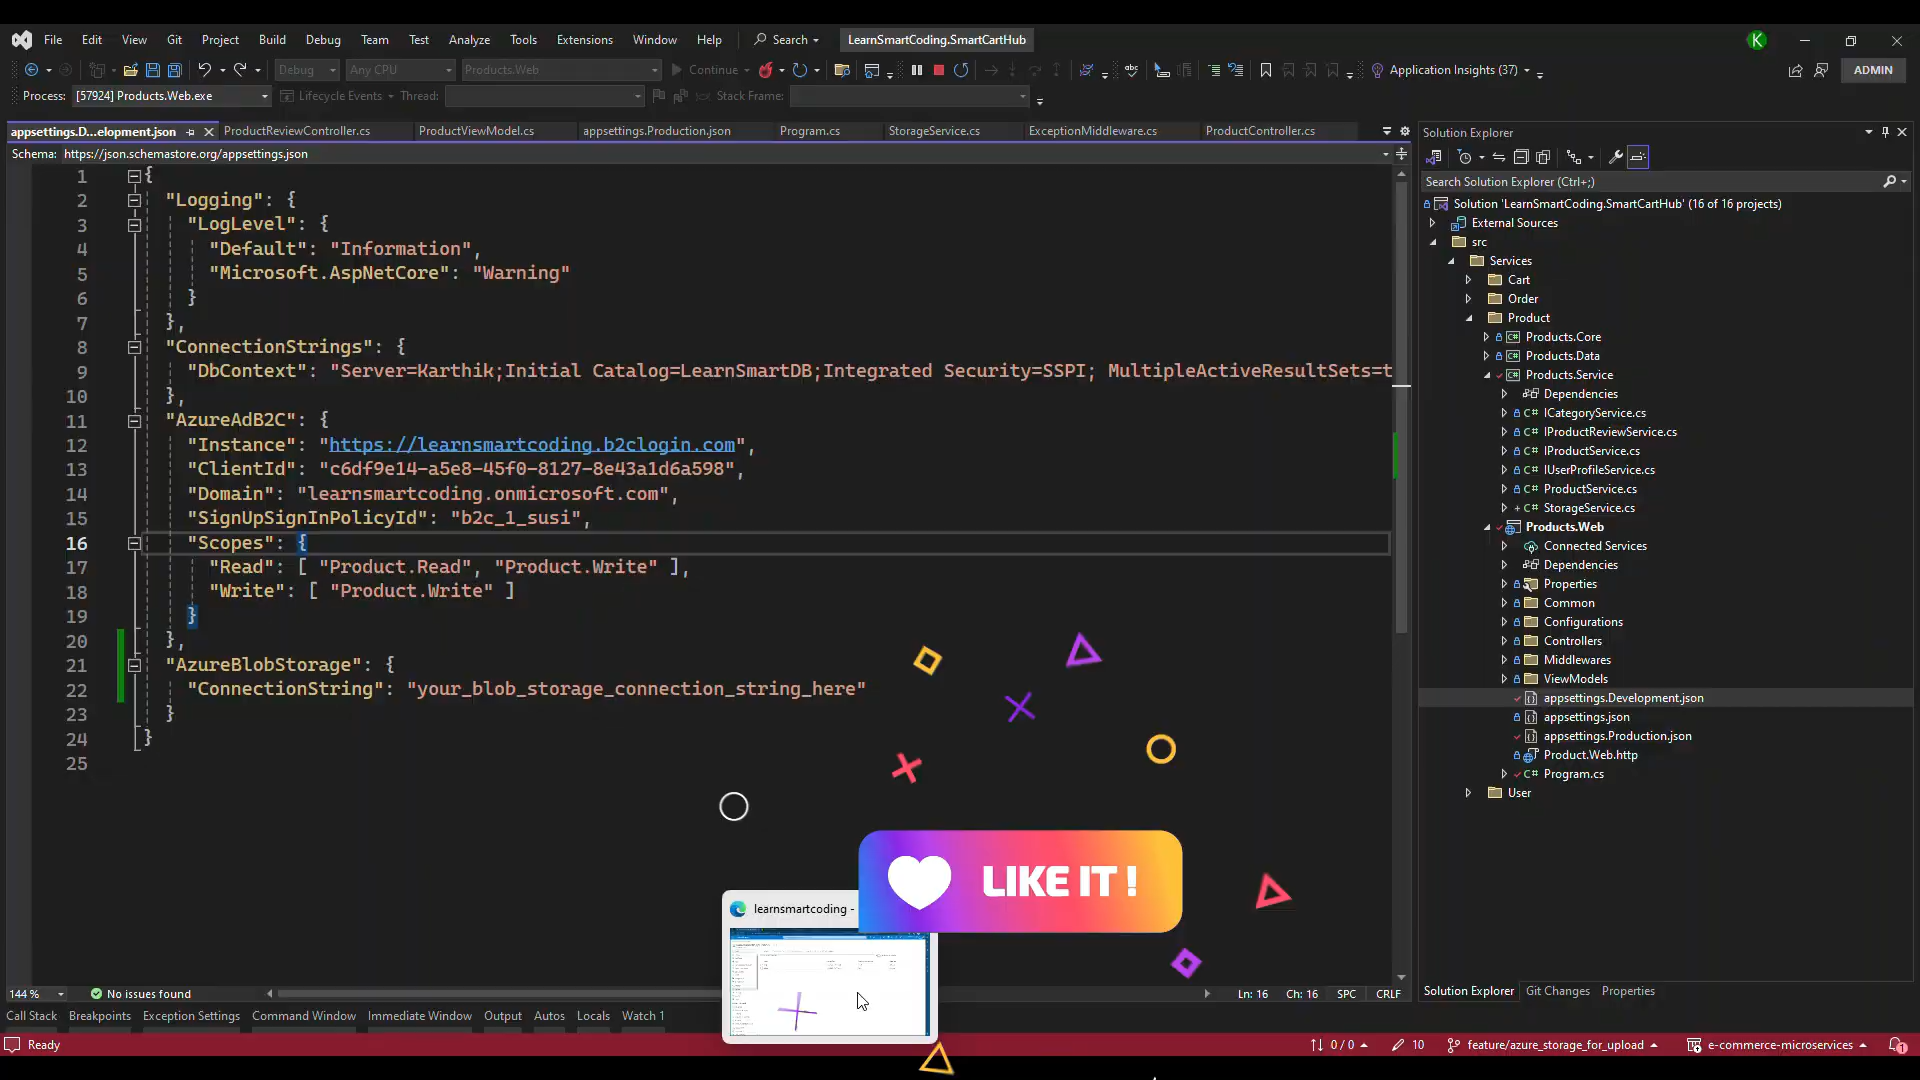 File Edit View Git Project Build Debug Team Test Analyze Tools Extensions Window Help Search LearnSmartCoding.SmartCartHub K
Debug Any CPU Products.Web Continue Application Insights (37) ADMIN
Process: [57924] Products.Web.exe Lifecycle Events Thread: Stack Frame:
appsettings.D...elopment.json ProductReviewController.cs ProductViewModel.cs appsettings.Production.json Program.cs StorageService.cs ExceptionMiddleware.cs ProductController.cs
Schema: https://json.schemastore.org/appsettings.json
1 {
2 "Logging": {
3 "LogLevel": {
4 "Default": "Information",
5 "Microsoft.AspNetCore": "Warning"
6 }
7 },
8 "ConnectionStrings": {
9 "DbContext": "Server=Karthik;Initial Catalog=LearnSmartDB;Integrated Security=SSPI; MultipleActiveResultSets=t
10 },
11 "AzureAdB2C": {
12 "Instance": "https://learnsmartcoding.b2clogin.com",
13 "ClientId": "c6df9e14-a5e8-45f0-8127-8e43a1d6a598",
14 "Domain": "learnsmartcoding.onmicrosoft.com",
15 "SignUpSignInPolicyId": "b2c_1_susi",
16 "Scopes": {
17 "Read": [ "Product.Read", "Product.Write" ],
18 "Write": [ "Product.Write" ]
19 }
20 },
21 "AzureBlobStorage": {
22 "ConnectionString": "your_blob_storage_connection_string_here"
23 }
24 }
25
LIKE IT !
learnsmartcoding -
144 % No issues found Ln: 16 Ch: 16 SPC CRLF
Call Stack Breakpoints Exception Settings Command Window Immediate Window Output Autos Locals Watch 1
Solution Explorer
Search Solution Explorer (Ctrl+;)
Solution 'LearnSmartCoding.SmartCartHub' (16 of 16 projects)
External Sources
src
Services
Cart
Order
Product
Products.Core
Products.Data
Products.Service
Dependencies
C# ICategoryService.cs
C# IProductReviewService.cs
C# IProductService.cs
C# IUserProfileService.cs
C# ProductService.cs
C# StorageService.cs
Products.Web
Connected Services
Dependencies
Properties
Common
Configurations
Controllers
Middlewares
ViewModels
appsettings.Development.json
appsettings.json
appsettings.Production.json
Product.Web.http
C# Program.cs
User
Solution Explorer Git Changes Properties
Ready 0 / 0 10 feature/azure_storage_for_upload e-commerce-microservices 1